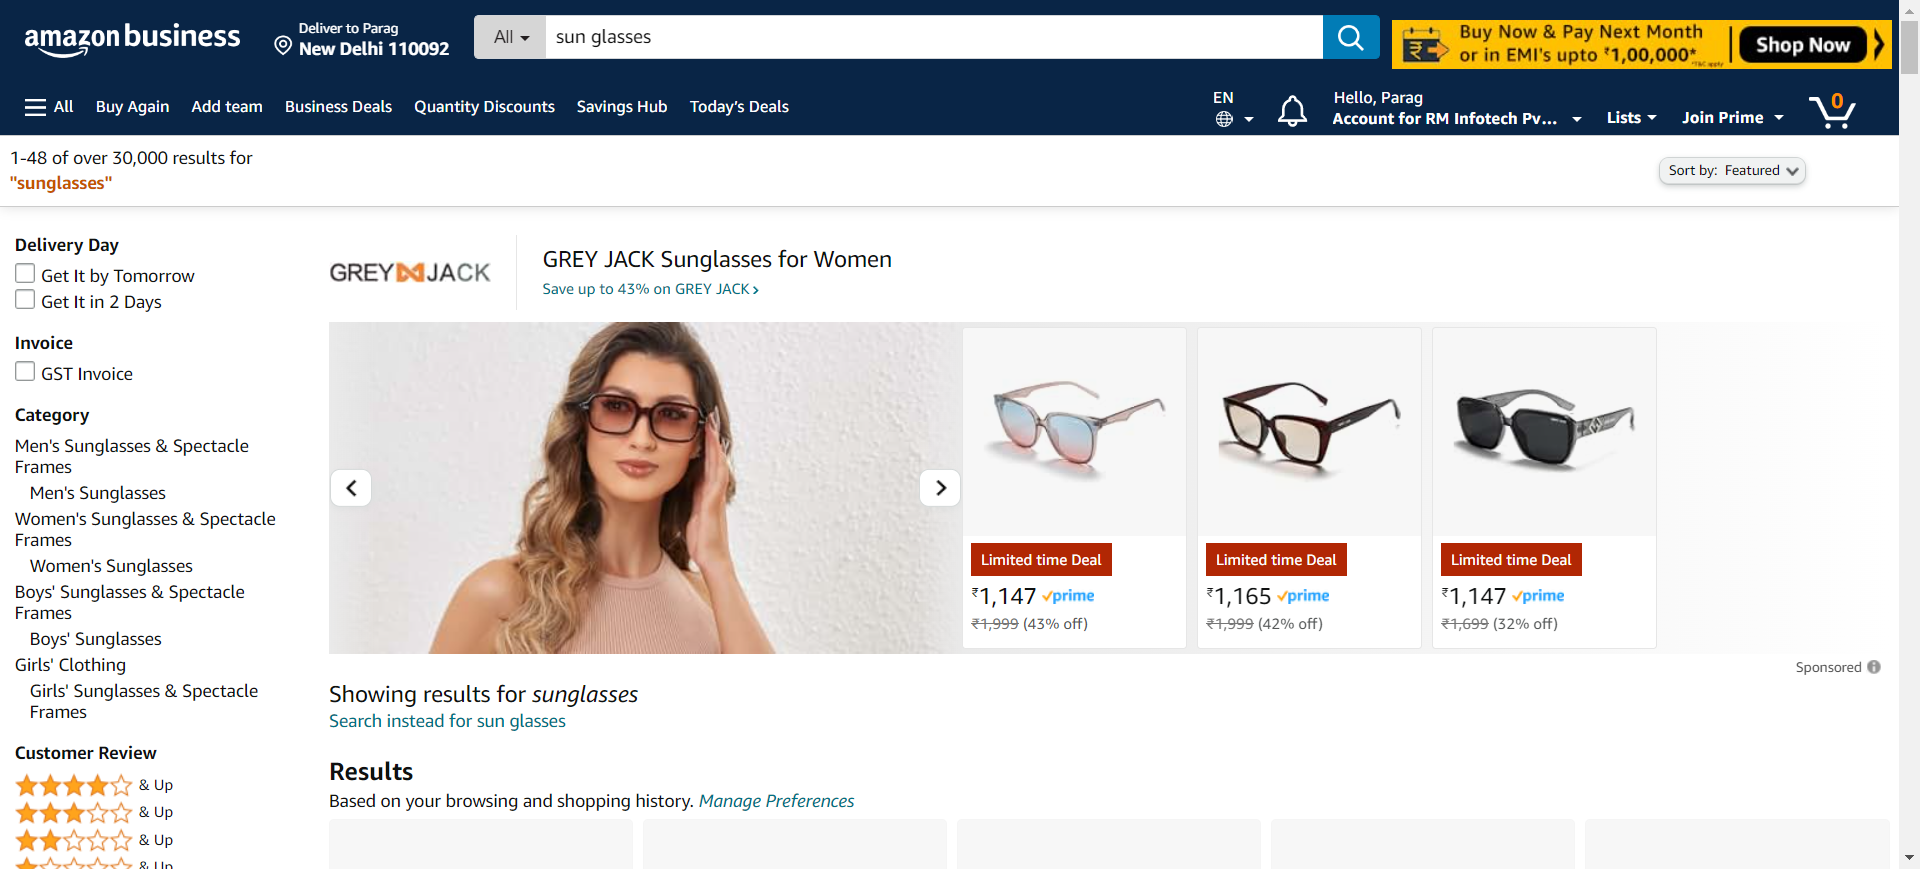 amazon business
Deliver to Parag
New Delhi 110092
All
sun glasses
Buy Now & Pay Next Month
or in EMI's upto ₹1,00,000*
*T&C apply
Shop Now
All
Buy Again
Add team
Business Deals
Quantity Discounts
Savings Hub
Today's Deals
EN
Hello, Parag
Account for RM Infotech Pv...
Lists
Join Prime
0
1-48 of over 30,000 results for
"sunglasses"
Sort by: Featured
Delivery Day
Get It by Tomorrow
Get It in 2 Days
Invoice
GST Invoice
Category
Men's Sunglasses & Spectacle
Frames
Men's Sunglasses
Women's Sunglasses & Spectacle
Frames
Women's Sunglasses
Boys' Sunglasses & Spectacle
Frames
Boys' Sunglasses
Girls' Clothing
Girls' Sunglasses & Spectacle
Frames
Customer Review
& Up
& Up
& Up
& Up
GREY JACK
GREY JACK Sunglasses for Women
Save up to 43% on GREY JACK ›
Limited time Deal
₹1,147 prime
₹1,999 (43% off)
Limited time Deal
₹1,165 prime
₹1,999 (42% off)
Limited time Deal
₹1,147 prime
₹1,699 (32% off)
Sponsored
Showing results for sunglasses
Search instead for sun glasses
Results
Based on your browsing and shopping history. Manage Preferences